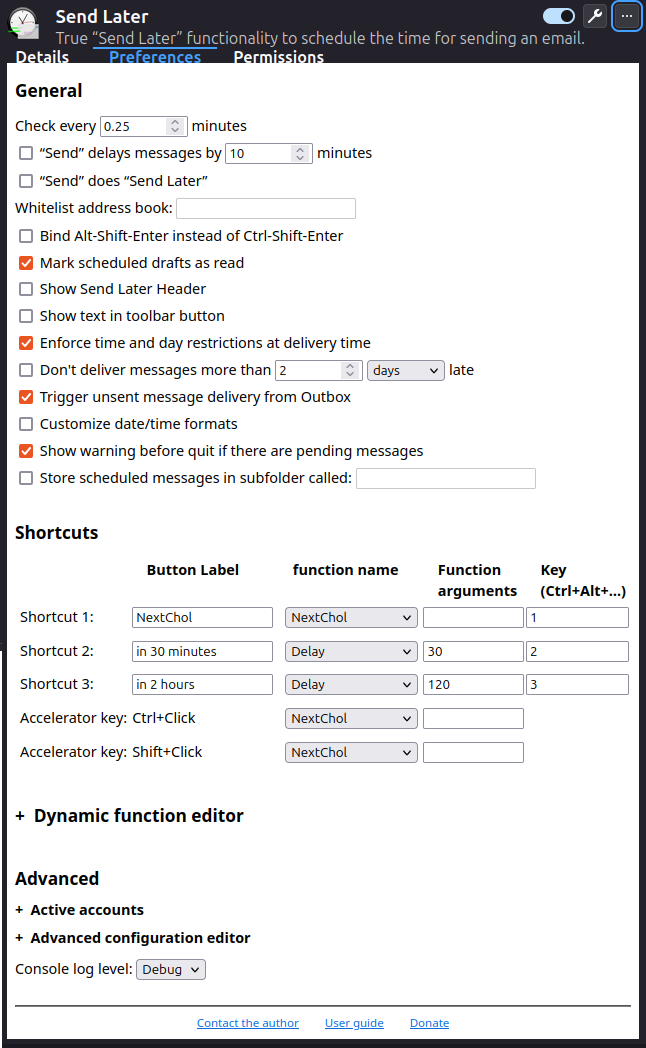 Send Later
True “Send Later” functionality to schedule the time for sending an email.
Details Preferences Permissions
General
Check every 0.25 minutes
“Send” delays messages by 10 minutes
“Send” does “Send Later”
Whitelist address book:
Bind Alt-Shift-Enter instead of Ctrl-Shift-Enter
Mark scheduled drafts as read
Show Send Later Header
Show text in toolbar button
Enforce time and day restrictions at delivery time
Don't deliver messages more than 2 days late
Trigger unsent message delivery from Outbox
Customize date/time formats
Show warning before quit if there are pending messages
Store scheduled messages in subfolder called:
Shortcuts
Button Label function name Function arguments Key (Ctrl+Alt+...)
Shortcut 1: NextChol NextChol 1
Shortcut 2: in 30 minutes Delay 30 2
Shortcut 3: in 2 hours Delay 120 3
Accelerator key: Ctrl+Click NextChol
Accelerator key: Shift+Click NextChol
+ Dynamic function editor
Advanced
+ Active accounts
+ Advanced configuration editor
Console log level: Debug
Contact the author User guide Donate